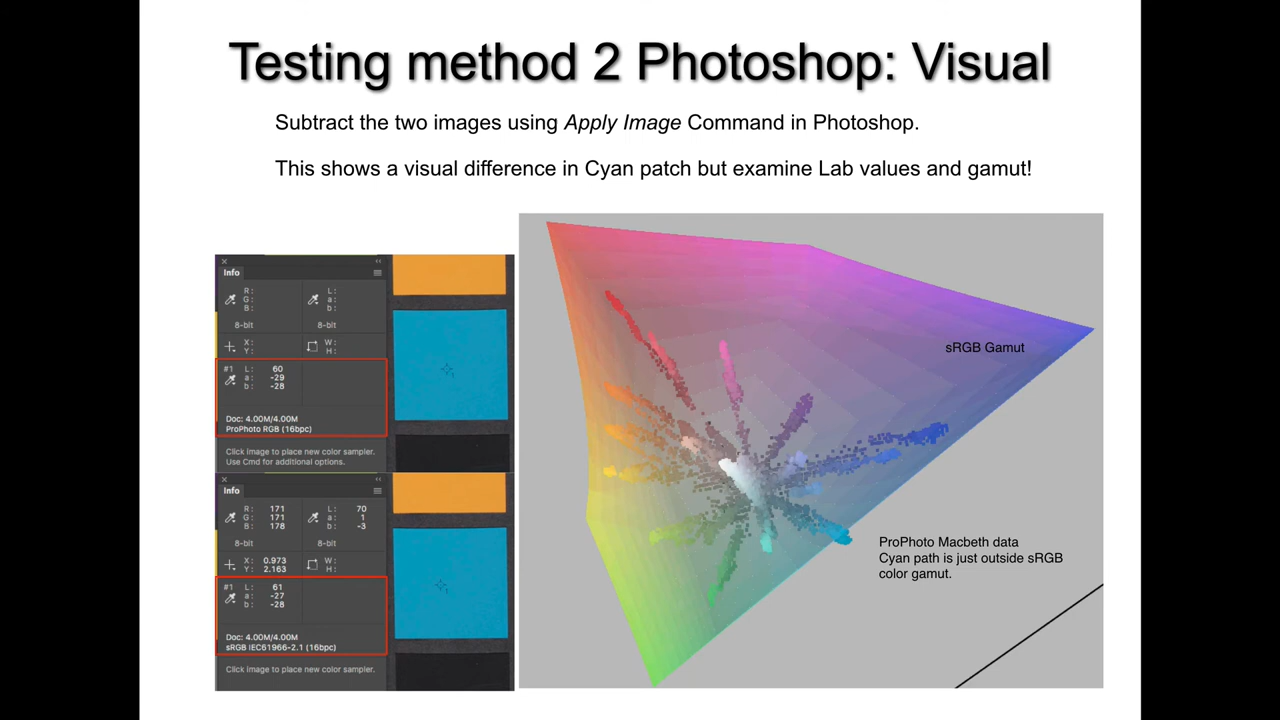 Testing method 2 Photoshop: Visual
Subtract the two images using Apply Image Command in Photoshop.
This shows a visual difference in Cyan patch but examine Lab values and gamut!
Info
R:
G:
B:
L:
a:
b:
8-bit
8-bit
X:
Y:
W:
H:
#1 L: 60
a: -29
b: -28
Doc: 4.00M/4.00M
ProPhoto RGB (16bpc)
Click image to place new color sampler.
Use Cmd for additional options.
Info
R: 171
G: 171
B: 178
L: 70
a: 1
b: -3
8-bit
8-bit
X: 0.973
Y: 2.163
W:
H:
#1 L: 61
a: -27
b: -28
Doc: 4.00M/4.00M
sRGB IEC61966-2.1 (16bpc)
Click image to place new color sampler.
sRGB Gamut
ProPhoto Macbeth data
Cyan path is just outside sRGB
color gamut.